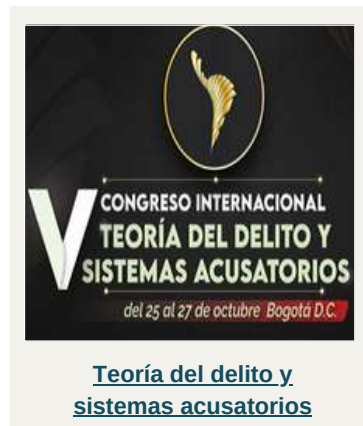 V CONGRESO INTERNACIONAL
TEORÍA DEL DELITO Y
SISTEMAS ACUSATORIOS
del 25 al 27 de octubre Bogotá D.C.
Teoría del delito y
sistemas acusatorios